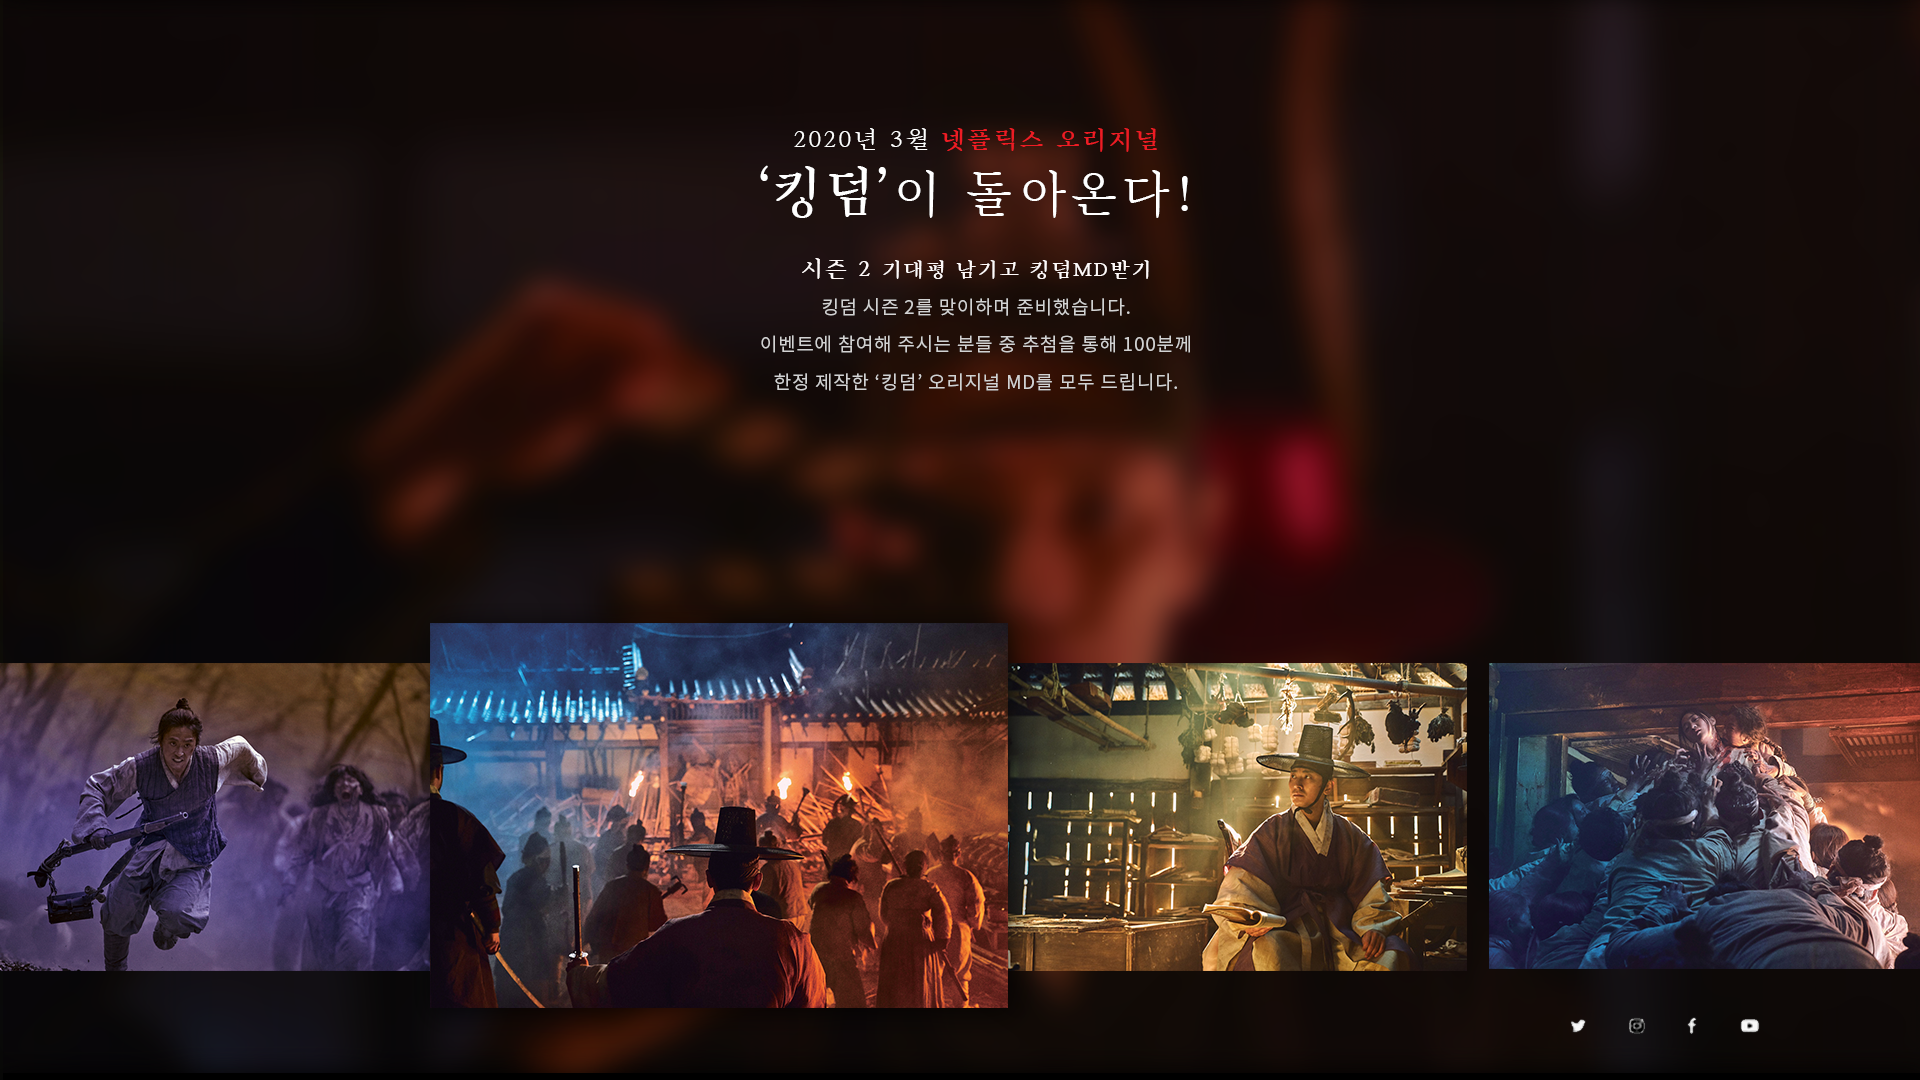 2020년 3월 넷플릭스 오리지널
‘킹덤’이 돌아온다!
시즌 2 기대평 남기고 킹덤MD받기
킹덤 시즌 2를 맞이하며 준비했습니다.
이벤트에 참여해 주시는 분들 중 추첨을 통해 100분께
한정 제작한 ‘킹덤’ 오리지널 MD를 모두 드립니다.